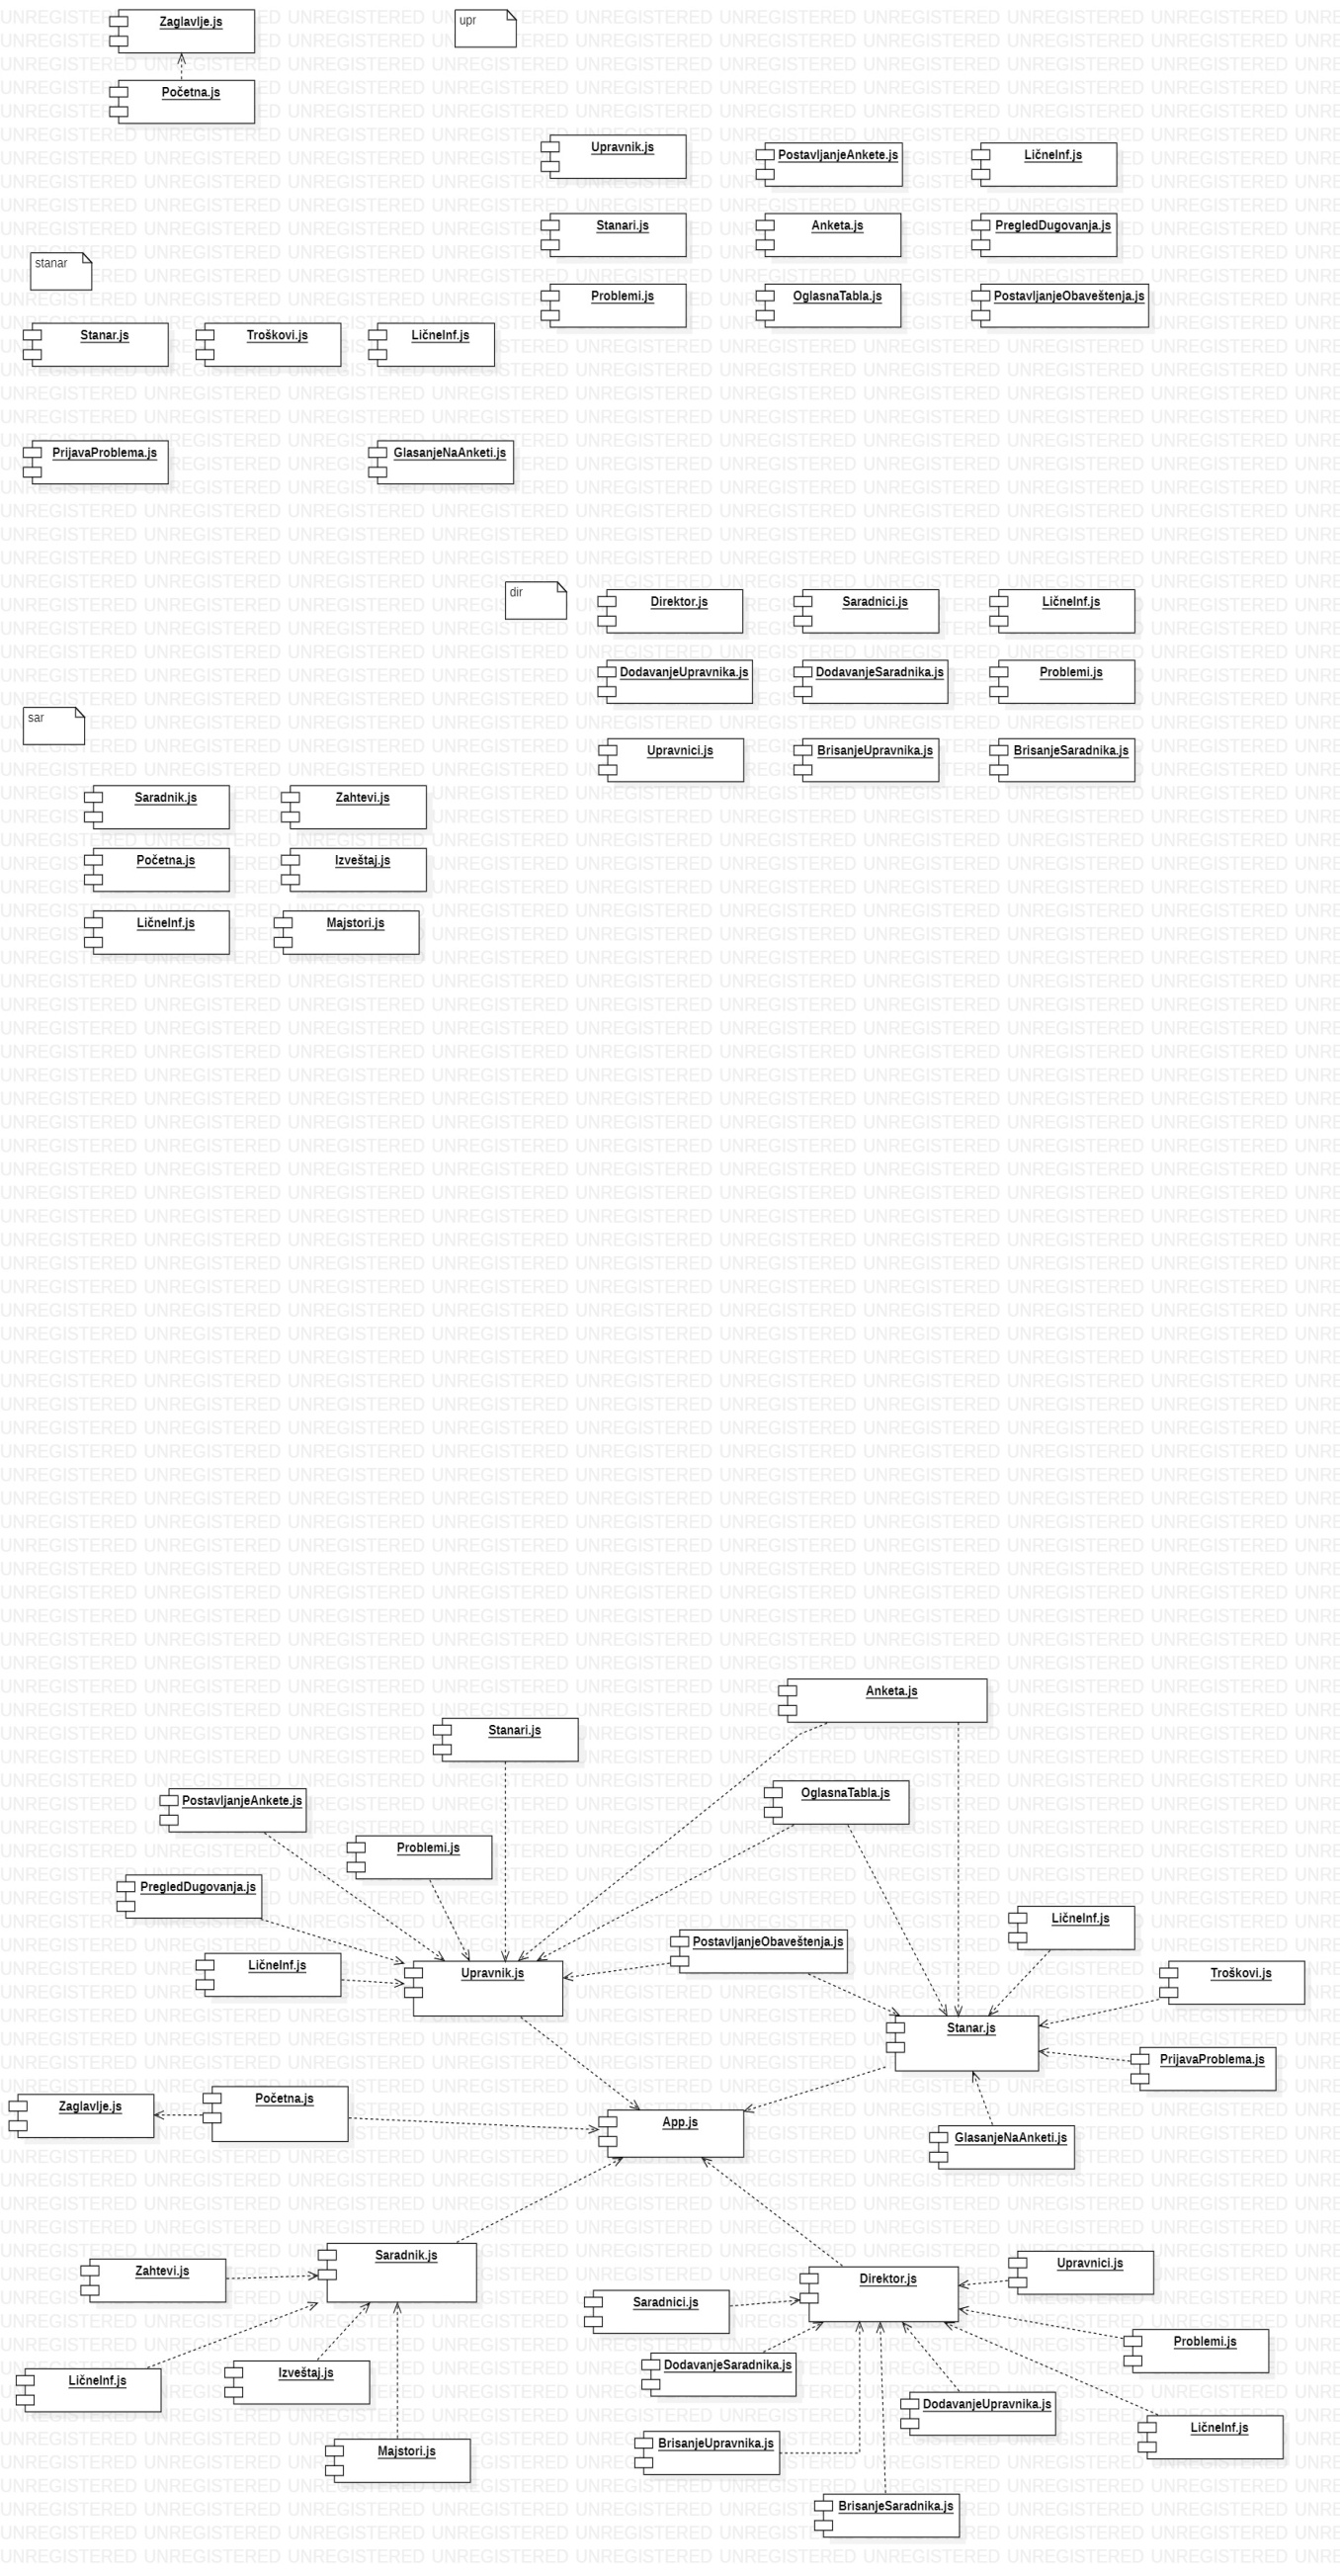 Zaglavlje.js
upr
Početna.js
Upravnik.js
PostavljanjeAnkete.js
LičneInf.js
Stanari.js
Anketa.js
PregledDugovanja.js
stanar
Problemi.js
OglasnaTabla.js
PostavljanjeObaveštenja.js
Stanar.js
Troškovi.js
LičneInf.js
PrijavaProblema.js
GlasanjeNaAnketi.js
dir
Direktor.js
Saradnici.js
LičneInf.js
DodavanjeUpravnika.js
DodavanjeSaradnika.js
Problemi.js
sar
Upravnici.js
BrisanjeUpravnika.js
BrisanjeSaradnika.js
Saradnik.js
Zahtevi.js
Početna.js
Izveštaj.js
LičneInf.js
Majstori.js
Anketa.js
Stanari.js
OglasnaTabla.js
PostavljanjeAnkete.js
Problemi.js
PregledDugovanja.js
LičneInf.js
PostavljanjeObaveštenja.js
LičneInf.js
Upravnik.js
Troškovi.js
Stanar.js
PrijavaProblema.js
Zaglavlje.js
Početna.js
App.js
GlasanjeNaAnketi.js
Saradnik.js
Zahtevi.js
Direktor.js
Upravnici.js
Saradnici.js
Problemi.js
LičneInf.js
Izveštaj.js
DodavanjeSaradnika.js
DodavanjeUpravnika.js
LičneInf.js
Majstori.js
BrisanjeUpravnika.js
BrisanjeSaradnika.js
UNREGISTERED